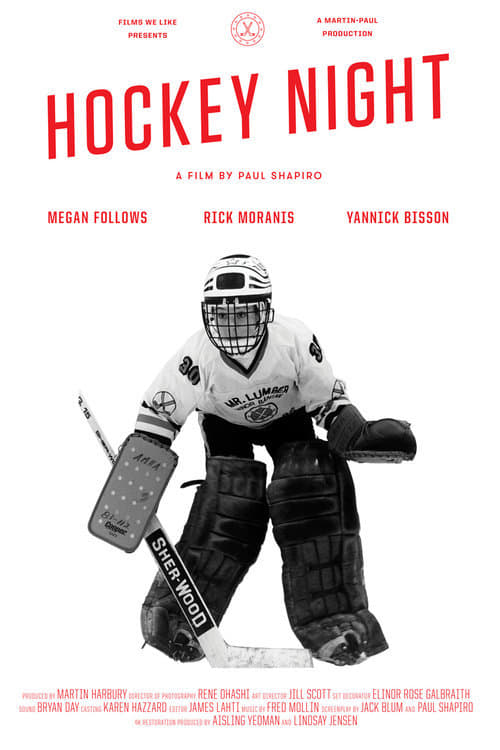 FILMS WE LIKE
PRESENTS
A MARTIN-PAUL
PRODUCTION
HOCKEY NIGHT
A FILM BY PAUL SHAPIRO
MEGAN FOLLOWS RICK MORANIS YANNICK BISSON
30
MR. LUMBER
SHER-WOOD
Cooper
PRODUCED BY MARTIN HARBURY DIRECTOR OF PHOTOGRAPHY RENE OHASHI ART DIRECTOR JILL SCOTT SET DECORATOR ELINOR ROSE GALBRAITH
SOUND BRYAN DAY CASTING KAREN HAZZARD EDITOR JAMES LAHTI MUSIC BY FRED MOLLIN SCREENPLAY BY JACK BLUM AND PAUL SHAPIRO
4K RESTORATION PRODUCED BY AISLING YEOMAN AND LINDSAY JENSEN